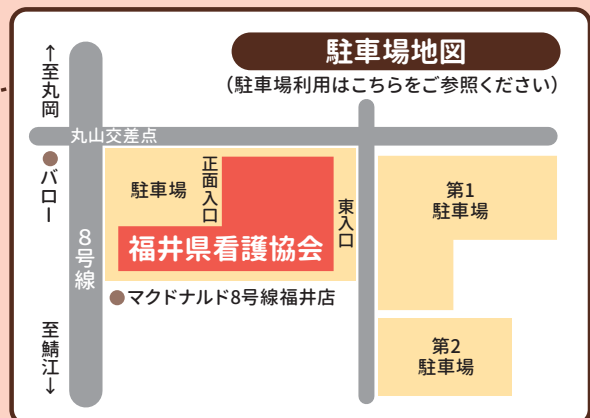 駐車場地図
(駐車場利用はこちらをご参照ください)
↑至丸岡
丸山交差点
バロー
8号線
駐車場
正面入口
東入口
福井県看護協会
マクドナルド8号線福井店
第1
駐車場
第2
駐車場
至鯖江↓